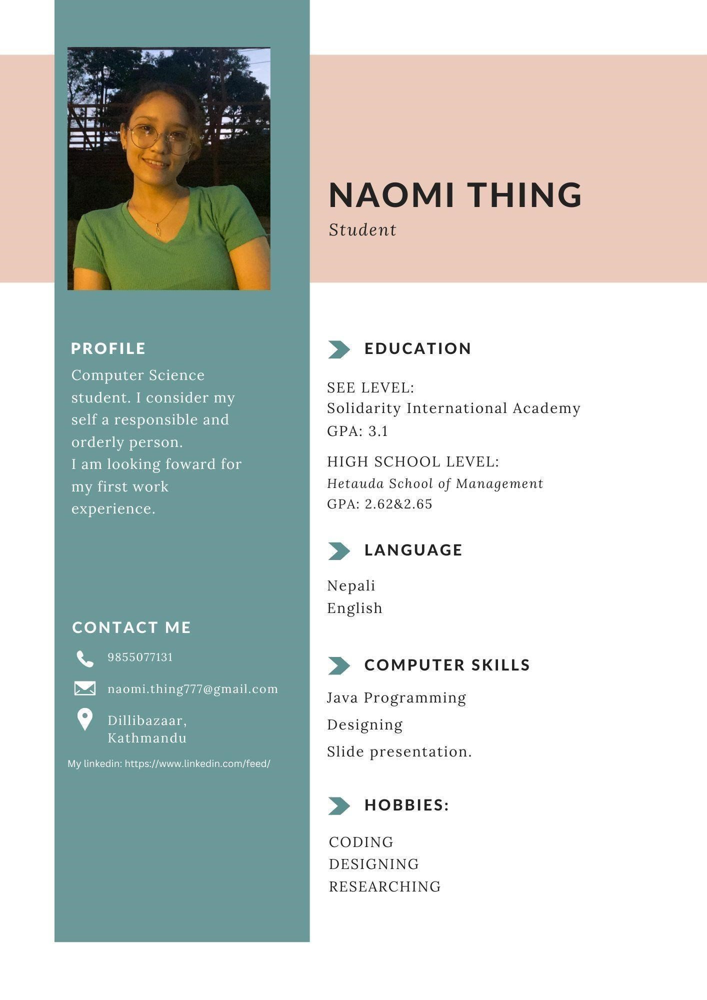 NAOMI THING
Student
PROFILE
Computer Science
student. I consider my
self a responsible and
orderly person.
I am looking foward for
my first work
experience.
CONTACT ME
9855077131
naomi.thing777@gmail.com
Dillibazaar,
Kathmandu
My linkedin: https://www.linkedin.com/feed/
EDUCATION
SEE LEVEL:
Solidarity International Academy
GPA: 3.1
HIGH SCHOOL LEVEL:
Hetauda School of Management
GPA: 2.62&2.65
LANGUAGE
Nepali
English
COMPUTER SKILLS
Java Programming
Designing
Slide presentation.
HOBBIES:
CODING
DESIGNING
RESEARCHING